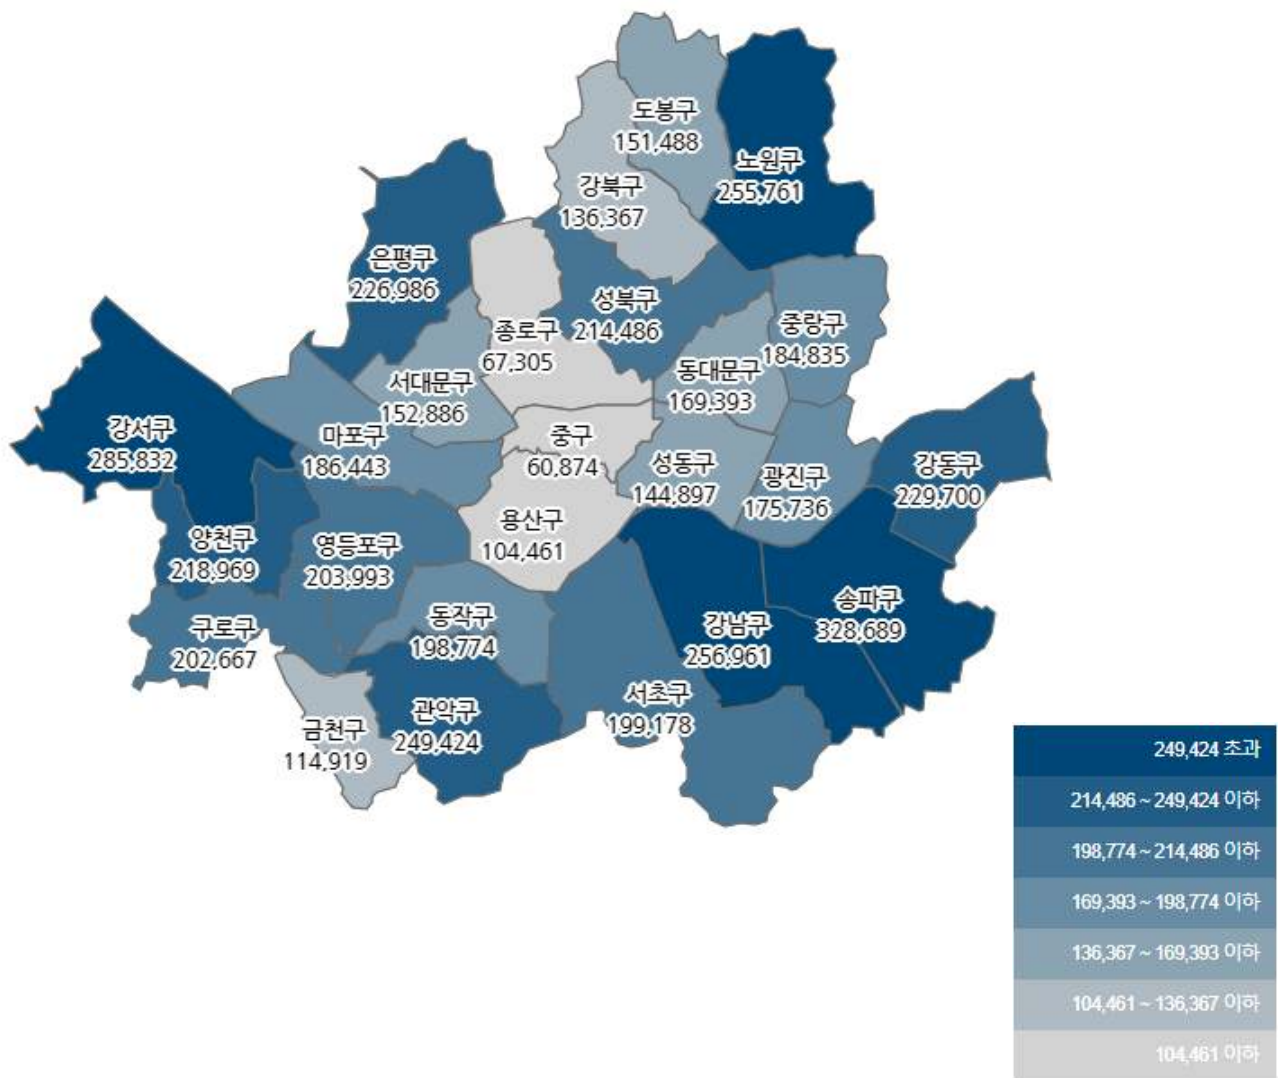 도봉구
151,488
노원구
255,761
강북구
136,367
은평구
226,986
성북구
214,486
종로구
67,305
중랑구
184,835
동대문구
169,393
서대문구
152,886
강서구
285,832
마포구
186,443
중구
60,874
성동구
144,897
광진구
175,736
강동구
229,700
양천구
218,969
영등포구
203,993
용산구
104,461
구로구
202,667
동작구
198,774
강남구
256,961
송파구
328,689
금천구
114,919
관악구
249,424
서초구
199,178
249,424 초과
214,486 ~ 249,424 이하
198,774 ~ 214,486 이하
169,393 ~ 198,774 이하
136,367 ~ 169,393 이하
104,461 ~ 136,367 이하
104,461 이하